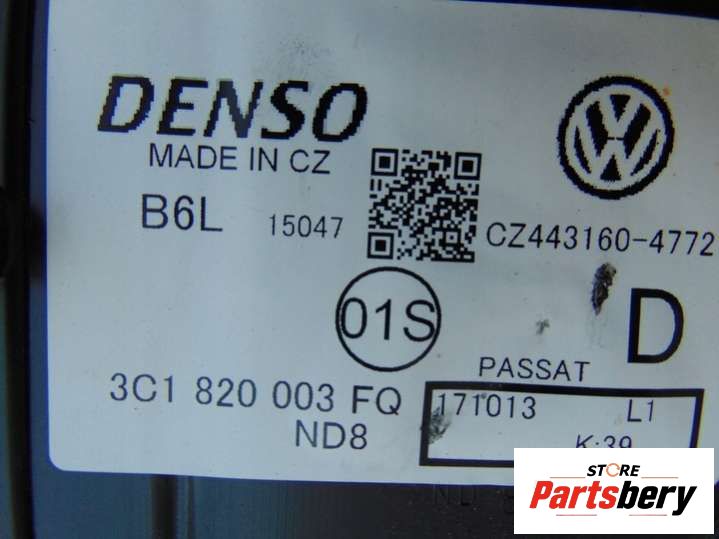 DENSO
MADE IN CZ
B6L 15047
CZ443160-4772
01S
D
PASSAT
3C1 820 003 FQ
171013 L1
ND8
K:39
STORE
Partsbery